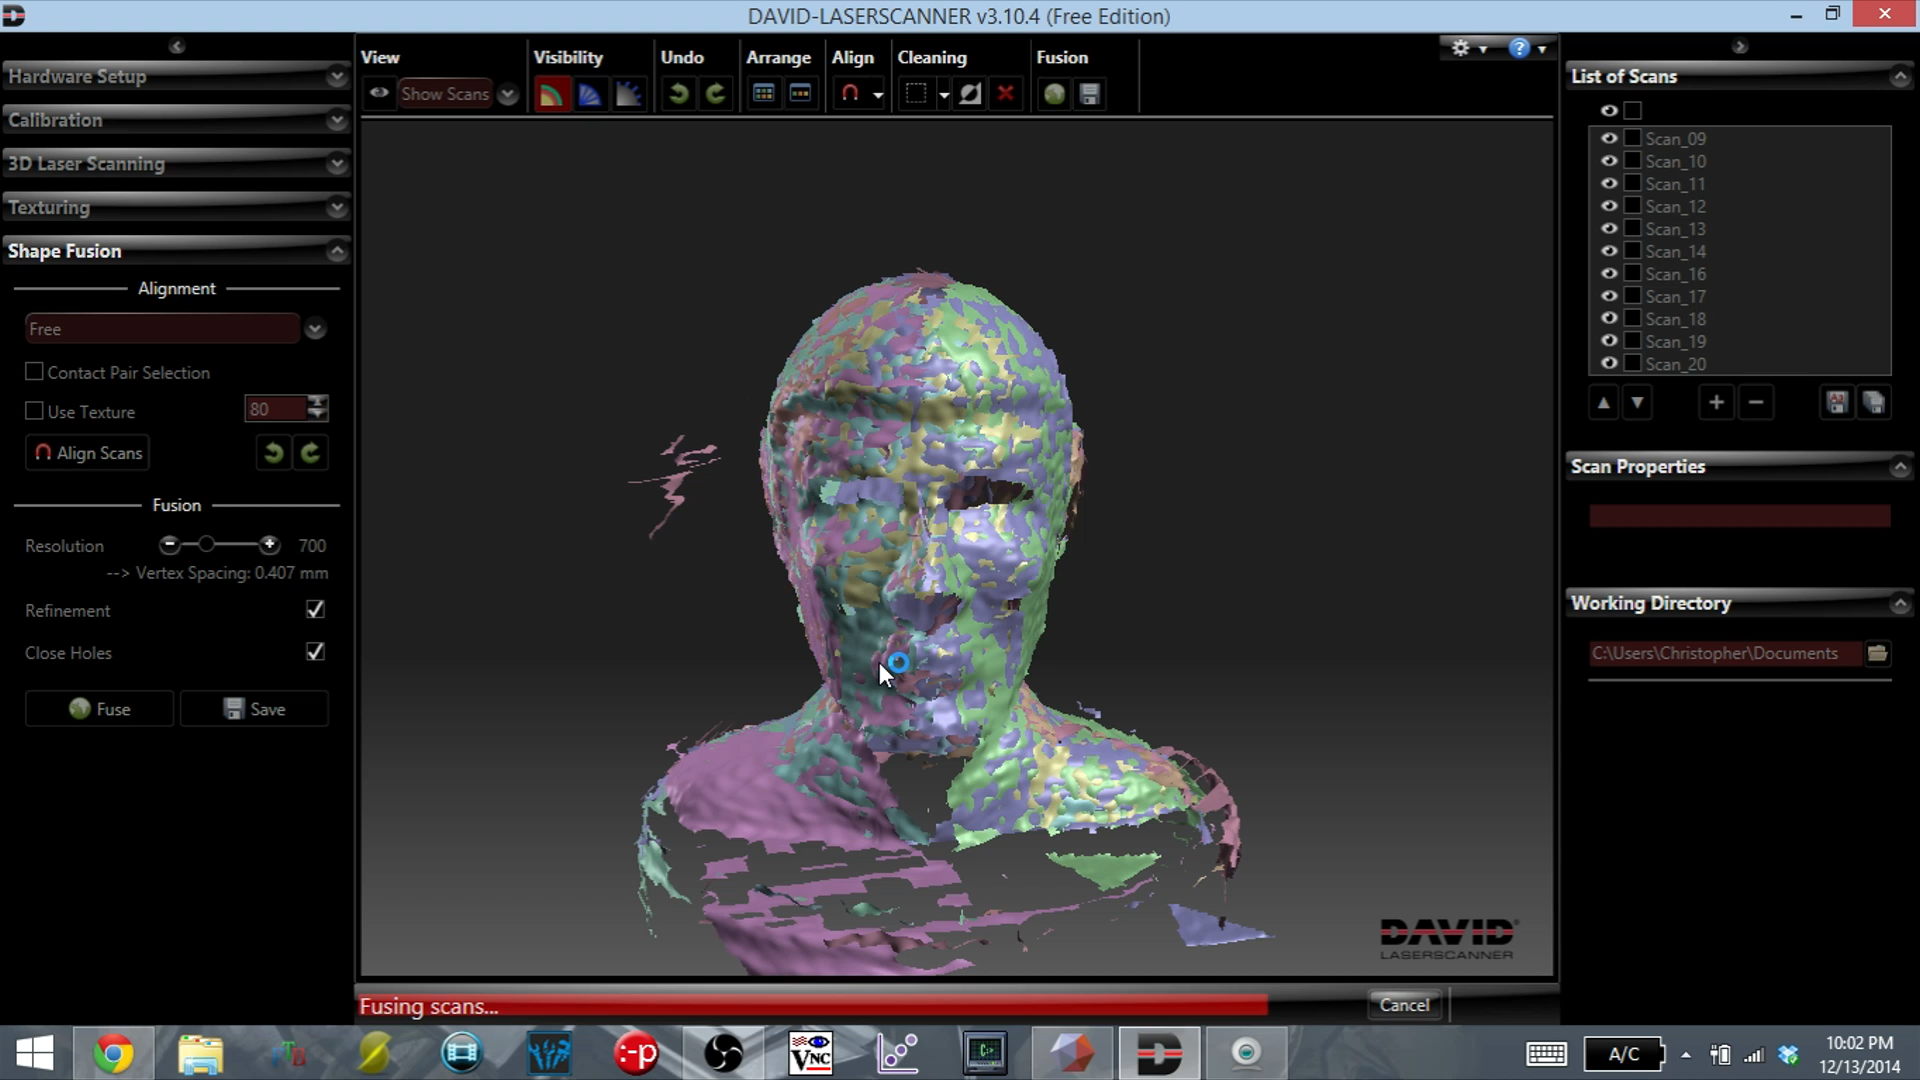 DAVID-LASERSCANNER v3.10.4 (Free Edition)
Hardware Setup
Calibration
3D Laser Scanning
Texturing
Shape Fusion
Alignment
Free
Contact Pair Selection
Use Texture 80
Align Scans
Fusion
Resolution 700
--> Vertex Spacing: 0.407 mm
Refinement
Close Holes
Fuse Save
View Visibility Undo Arrange Align Cleaning Fusion
Show Scans
DAVID
LASERSCANNER
Fusing scans... Cancel
List of Scans
Scan_09
Scan_10
Scan_11
Scan_12
Scan_13
Scan_14
Scan_16
Scan_17
Scan_18
Scan_19
Scan_20
Scan Properties
Working Directory
C:\Users\Christopher\Documents
:-p
VNC
A/C
10:02 PM
12/13/2014